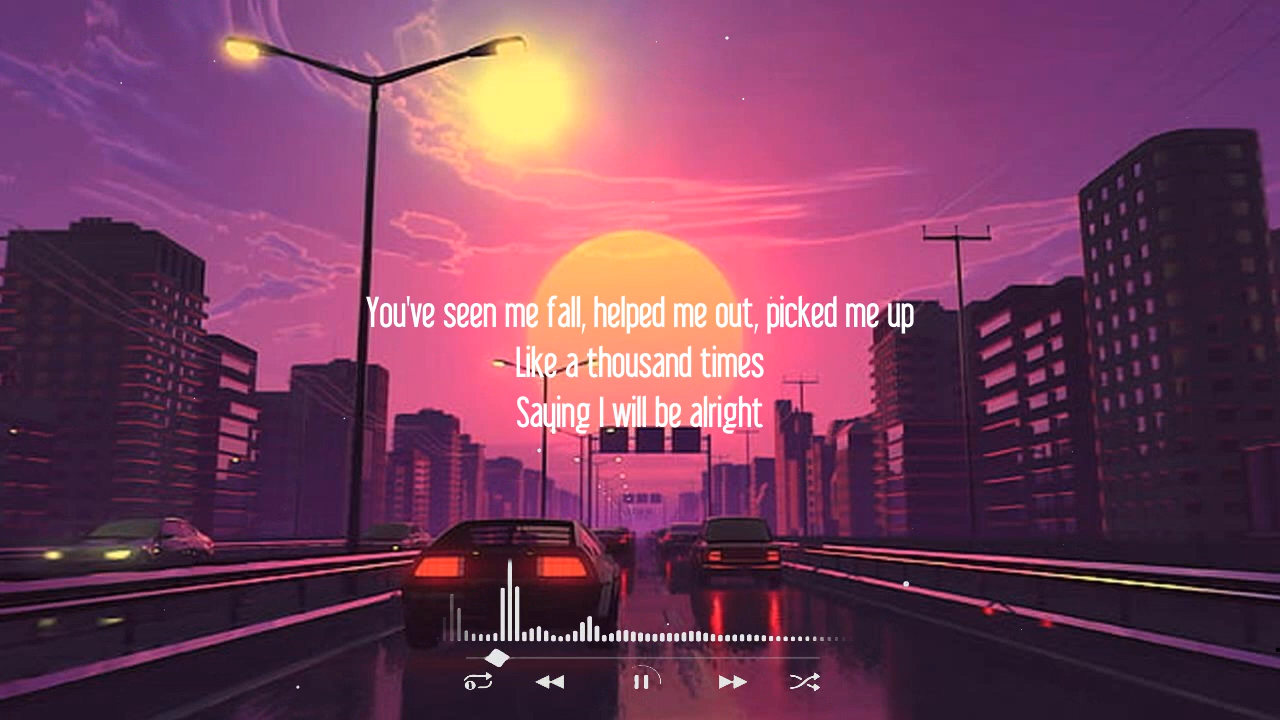 You've seen me fall, helped me out, picked me up
Like a thousand times
Saying I will be alright